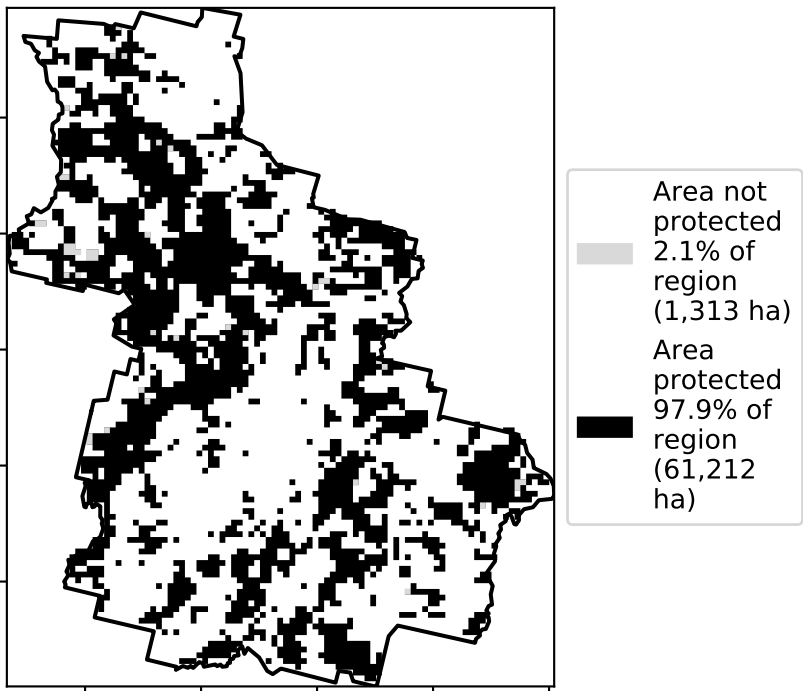 Area not
protected
2.1% of
region
(1,313 ha)
Area
protected
97.9% of
region
(61,212
ha)